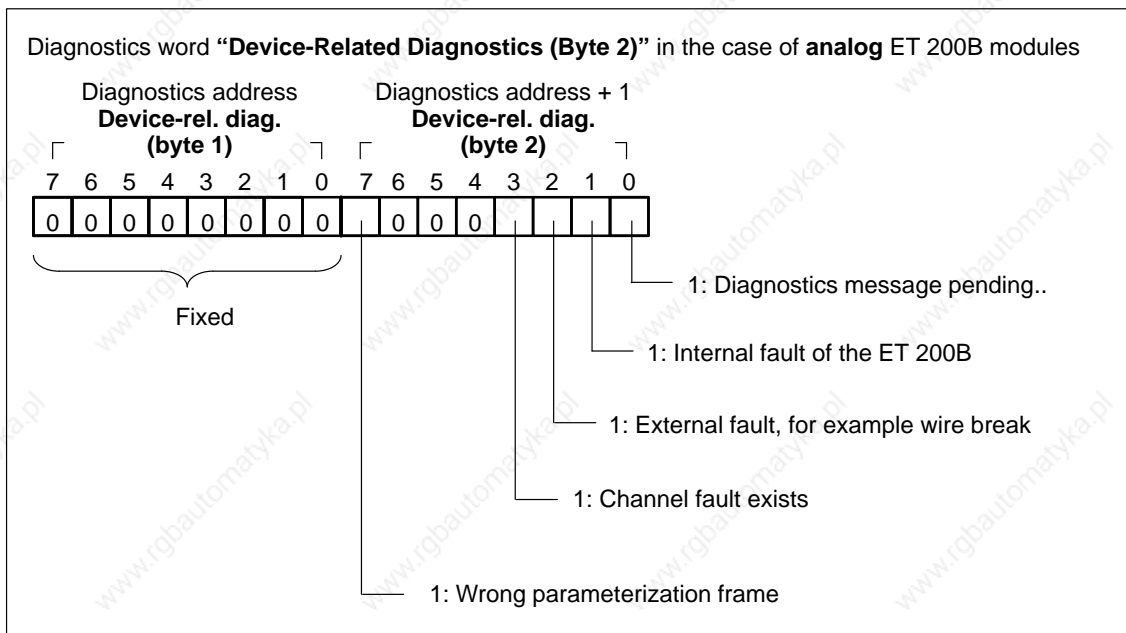 Diagnostics word “Device-Related Diagnostics (Byte 2)” in the case of analog ET 200B modules
Diagnostics address Diagnostics address + 1
Device-rel. diag. Device-rel. diag.
(byte 1) (byte 2)
7 6 5 4 3 2 1 0 7 6 5 4 3 2 1 0
0 0 0 0 0 0 0 0 0 0 0
1: Diagnostics message pending..
Fixed
1: Internal fault of the ET 200B
1: External fault, for example wire break
1: Channel fault exists
1: Wrong parameterization frame
www.rgbautomatyka.pl